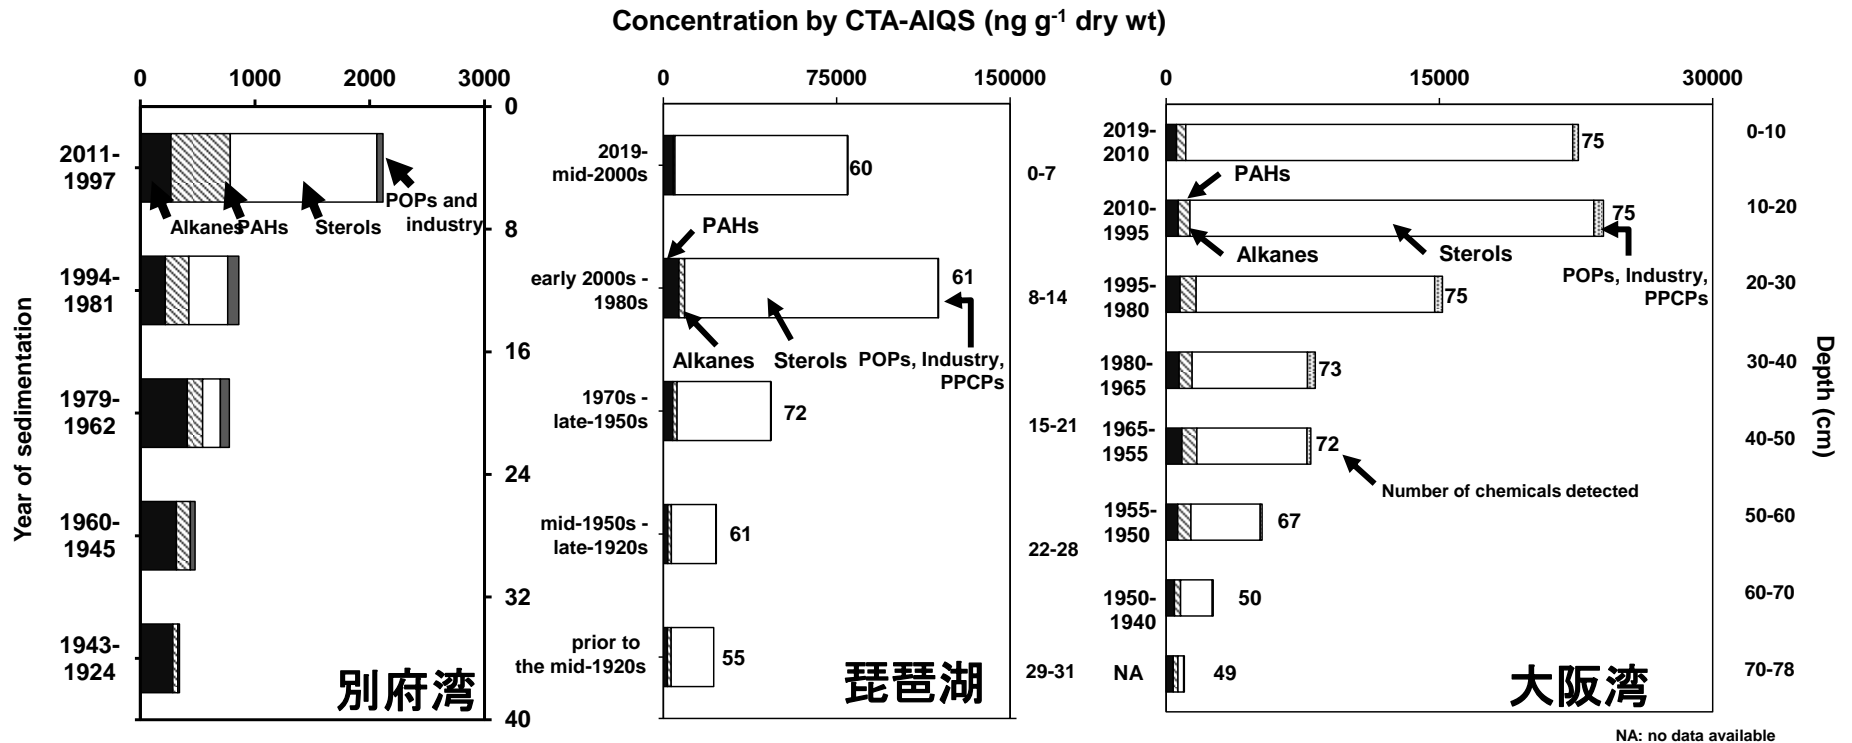 Concentration by CTA-AIQS (ng g-1 dry wt)
Year of sedimentation
0 1000 2000 3000
2011-
1997
1994-
1981
1979-
1962
1960-
1945
1943-
1924
Alkanes PAHs Sterols
POPs and
industry
0
8
16
24
32
40
別府湾
0 75000 150000
2019-
mid-2000s
60
0-7
PAHs
early 2000s -
1980s
61
8-14
Alkanes Sterols POPs, Industry,
PPCPs
1970s -
late-1950s
72
15-21
mid-1950s -
late-1920s
61
22-28
prior to
the mid-1920s
55
29-31
琵琶湖
0 15000 30000
2019-
2010
75
0-10
PAHs
2010-
1995
75
10-20
Alkanes Sterols
POPs, Industry,
PPCPs
1995-
1980
75
20-30
1980-
1965
73
30-40
1965-
1955
72
40-50
Number of chemicals detected
1955-
1950
67
50-60
1950-
1940
50
60-70
NA
49
70-78
大阪湾
Depth (cm)
NA: no data available